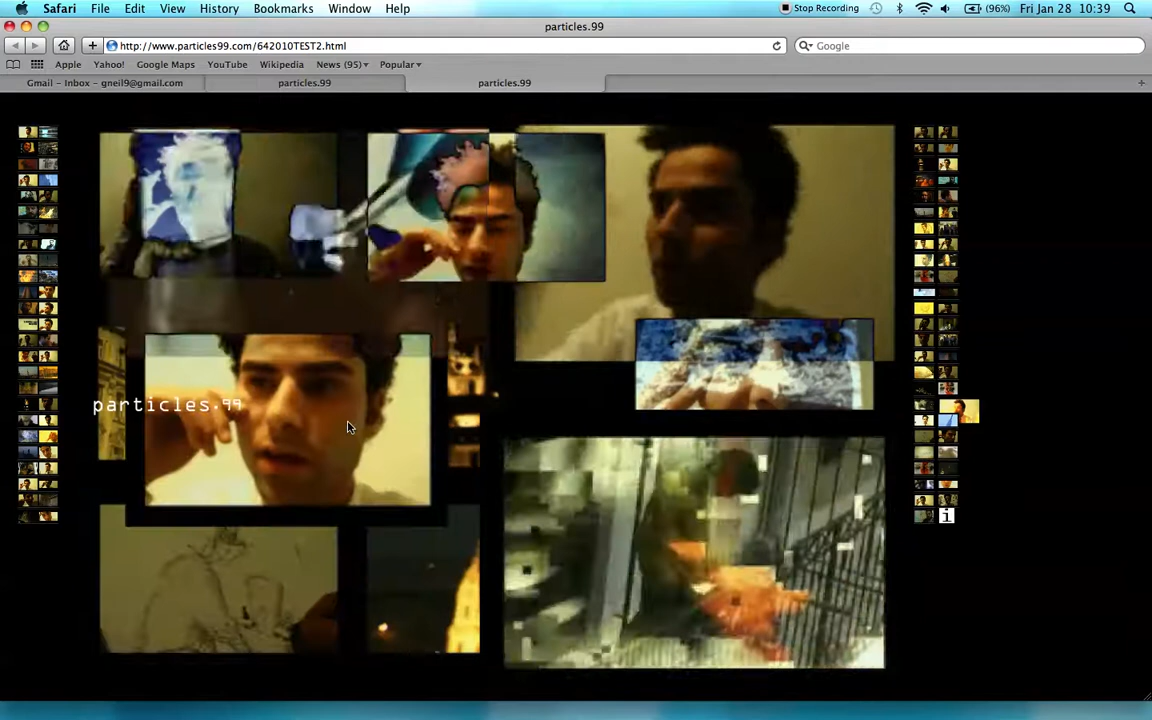 Safari File Edit View History Bookmarks Window Help Stop Recording (96%) Fri Jan 28 10:39
particles.99
http://www.particles99.com/642010TEST2.html Google
Apple Yahoo! Google Maps YouTube Wikipedia News (95) Popular
Gmail – Inbox – gneil9@gmail.com particles.99 particles.99
particles.99
i